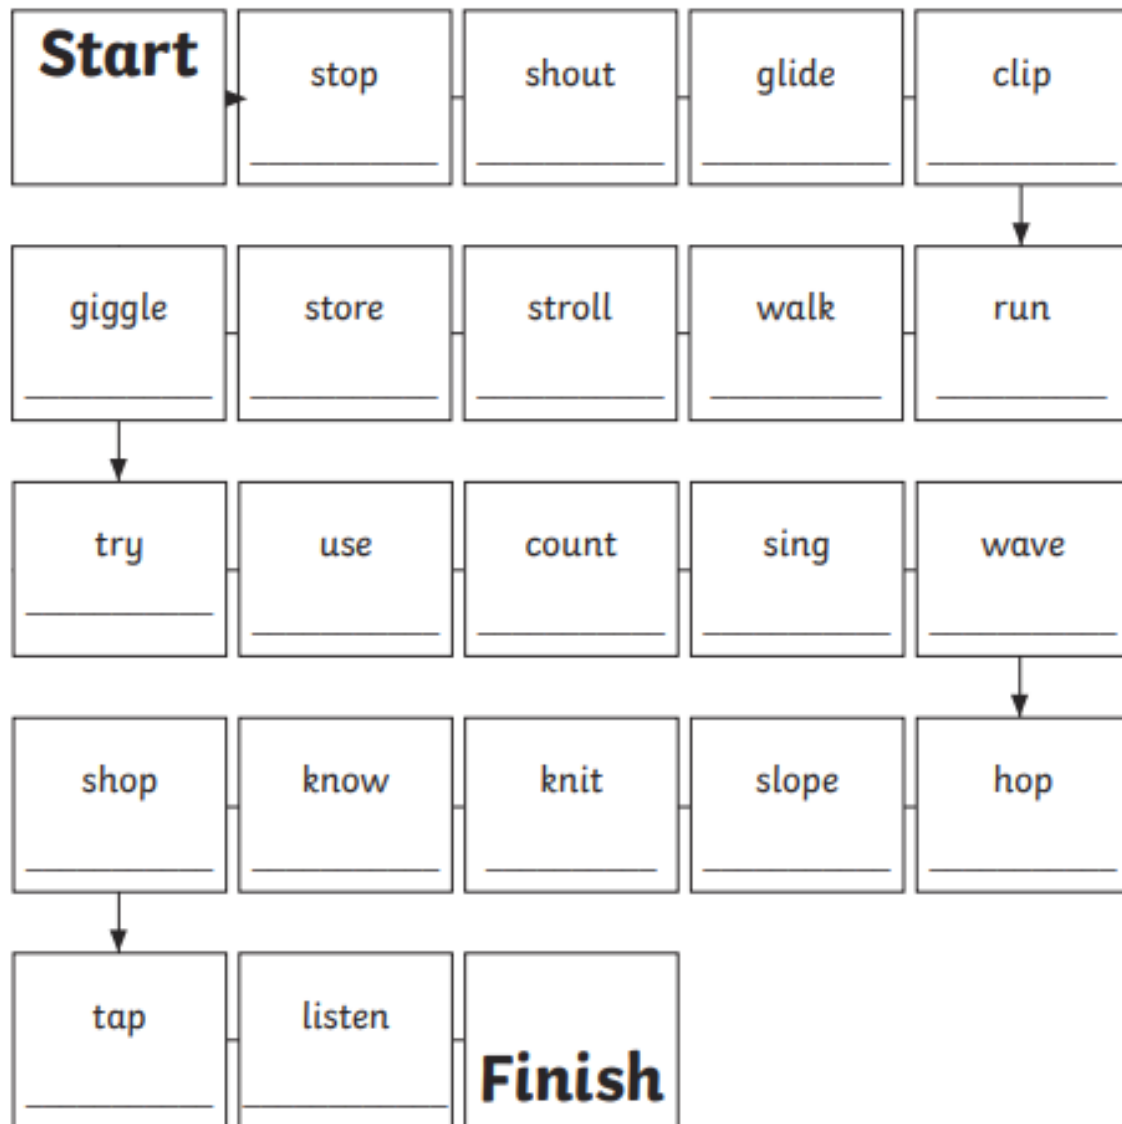 Start
stop shout glide clip
giggle store stroll walk run
try use count sing wave
shop know knit slope hop
tap listen
Finish